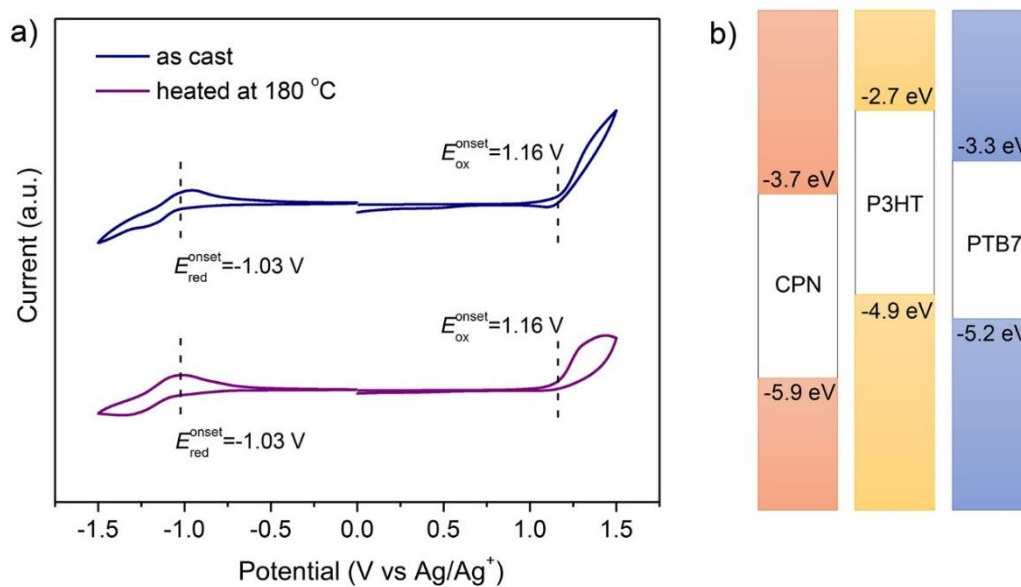 a)
as cast
heated at 180 °C
E_ox^onset=1.16 V
E_red^onset=-1.03 V
E_ox^onset=1.16 V
E_red^onset=-1.03 V
Current (a.u.)
-1.5 -1.0 -0.5 0.0 0.5 1.0 1.5
Potential (V vs Ag/Ag⁺)
b)
-3.7 eV
CPN
-5.9 eV
-2.7 eV
P3HT
-4.9 eV
-3.3 eV
PTB7
-5.2 eV